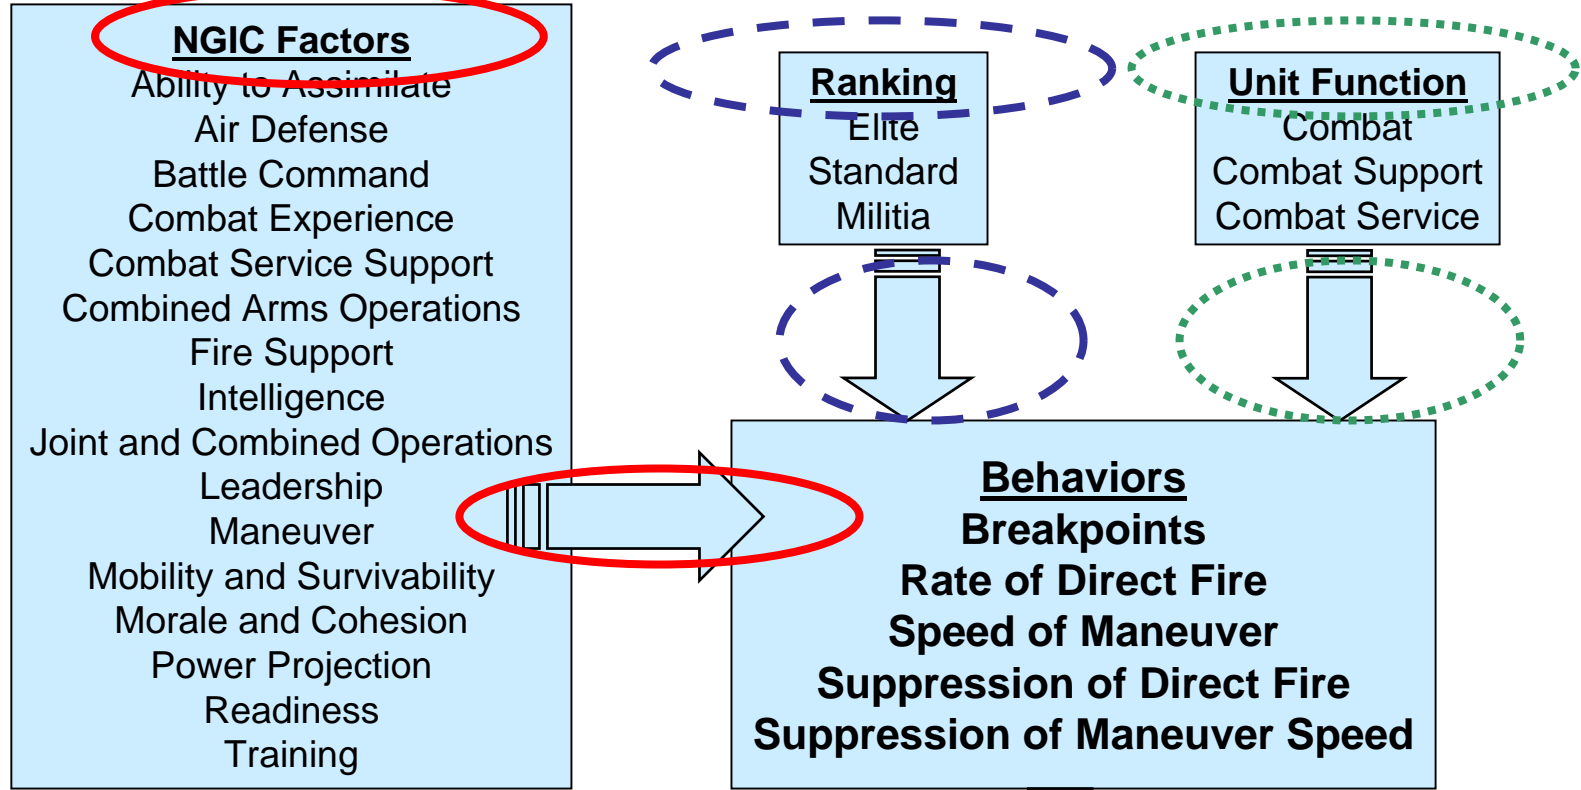 NGIC Factors
Ability to Assimilate
Air Defense
Battle Command
Combat Experience
Combat Service Support
Combined Arms Operations
Fire Support
Intelligence
Joint and Combined Operations
Leadership
Maneuver
Mobility and Survivability
Morale and Cohesion
Power Projection
Readiness
Training
Ranking
Elite
Standard
Militia
Unit Function
Combat
Combat Support
Combat Service
Behaviors
Breakpoints
Rate of Direct Fire
Speed of Maneuver
Suppression of Direct Fire
Suppression of Maneuver Speed